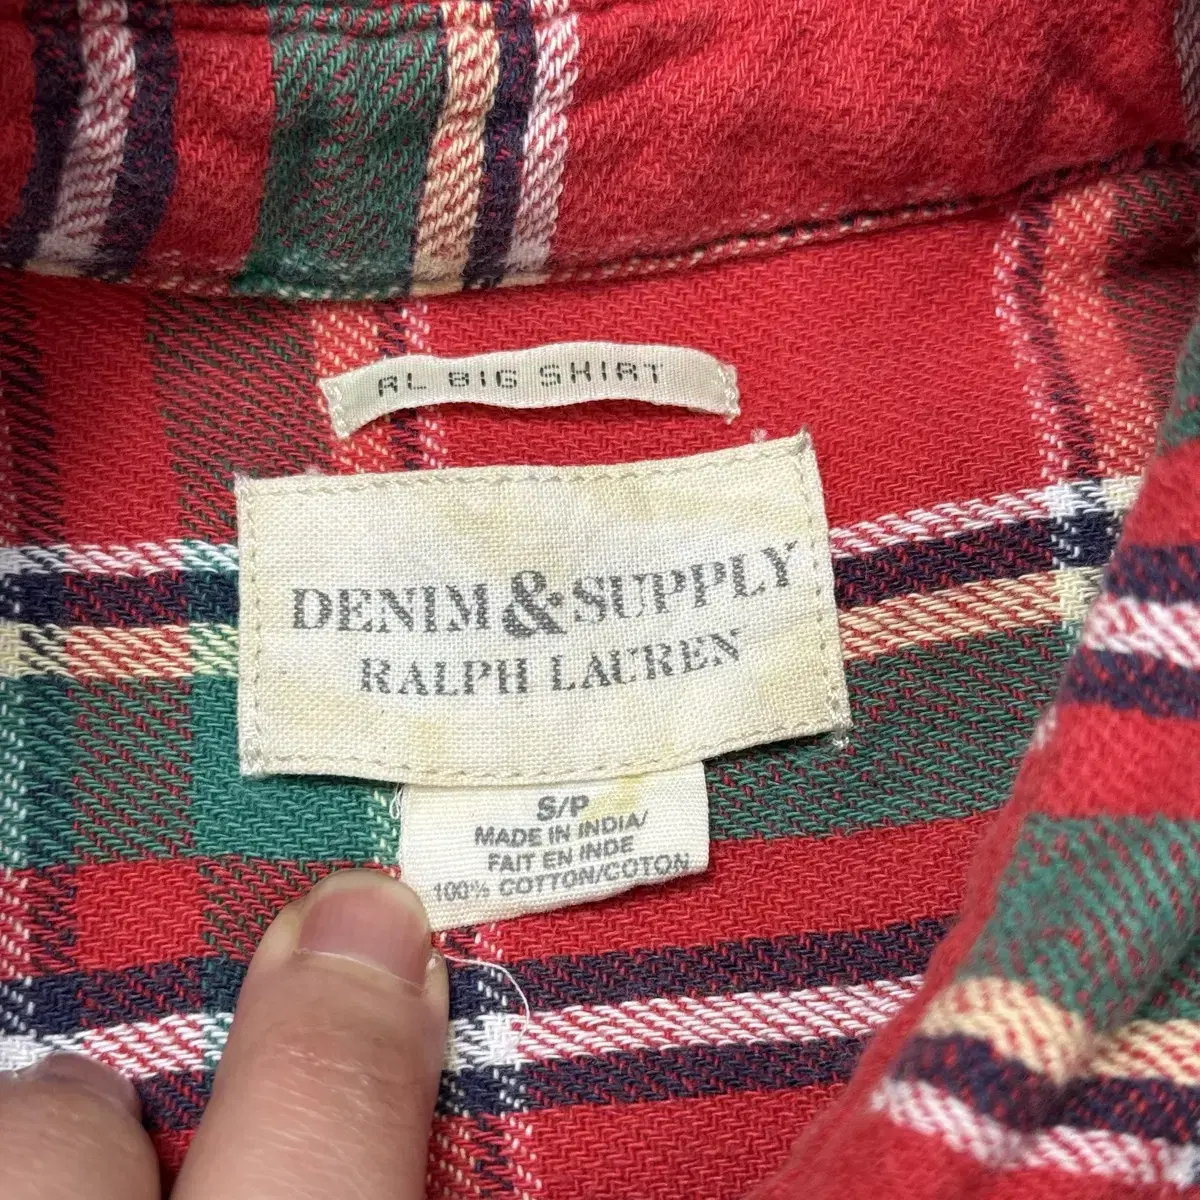 RL BIG SHIRT
DENIM & SUPPLY
RALPH LAUREN
S/P
MADE IN INDIA/
FAIT EN INDE
100% COTTON/COTON